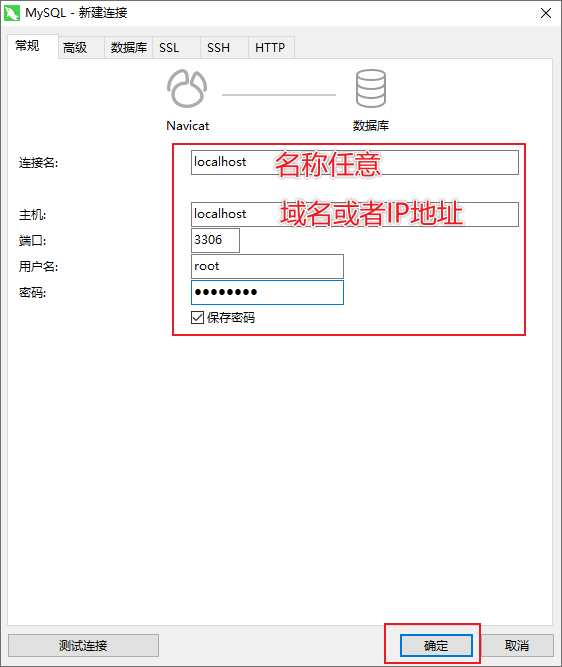 MySQL - 新建连接
常规 高级 数据库 SSL SSH HTTP
Navicat 数据库
连接名: localhost 名称任意
主机: localhost 域名或者IP地址
端口: 3306
用户名: root
密码: ●●●●●●●●
保存密码
测试连接 确定 取消